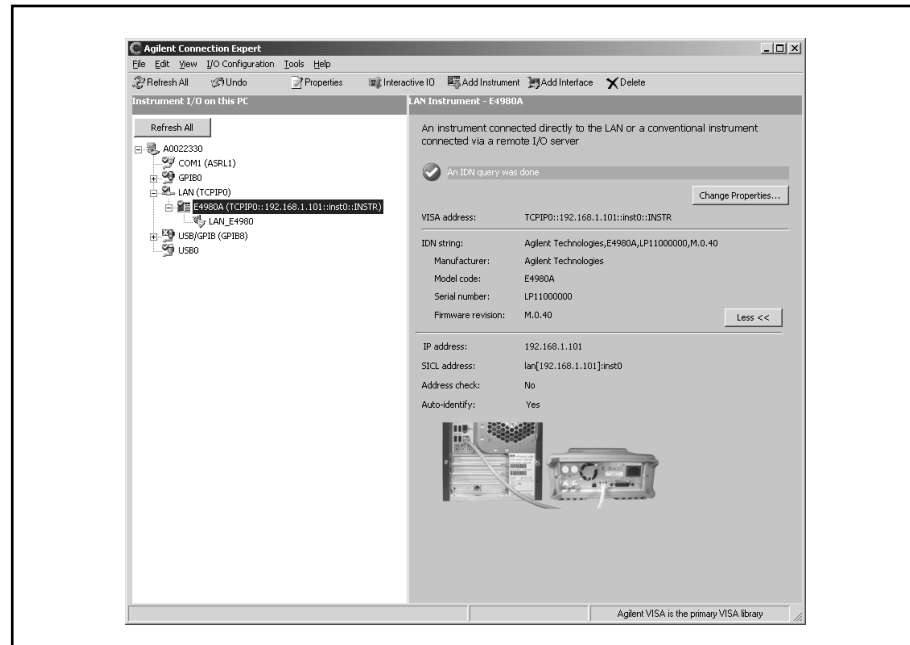 Agilent Connection Expert
File Edit View I/O Configuration Tools Help
Refresh All Undo Properties Interactive IO Add Instrument Add Interface Delete
Instrument I/O on this PC
Refresh All
A0022330
COM1 (ASRL1)
GPIB0
LAN (TCPIP0)
E4980A (TCPIP0::192.168.1.101::inst0::INSTR)
LAN_E4980
USB/GPIB (GPIB8)
USB0
LAN Instrument - E4980A
An instrument connected directly to the LAN or a conventional instrument
connected via a remote I/O server
An IDN query was done
Change Properties...
VISA address: TCPIP0::192.168.1.101::inst0::INSTR
IDN string: Agilent Technologies,E4980A,LP11000000,M.0.40
Manufacturer: Agilent Technologies
Model code: E4980A
Serial number: LP11000000
Firmware revision: M.0.40
Less <<
IP address: 192.168.1.101
SICL address: lan[192.168.1.101]:inst0
Address check: No
Auto-identify: Yes
Agilent VISA is the primary VISA library